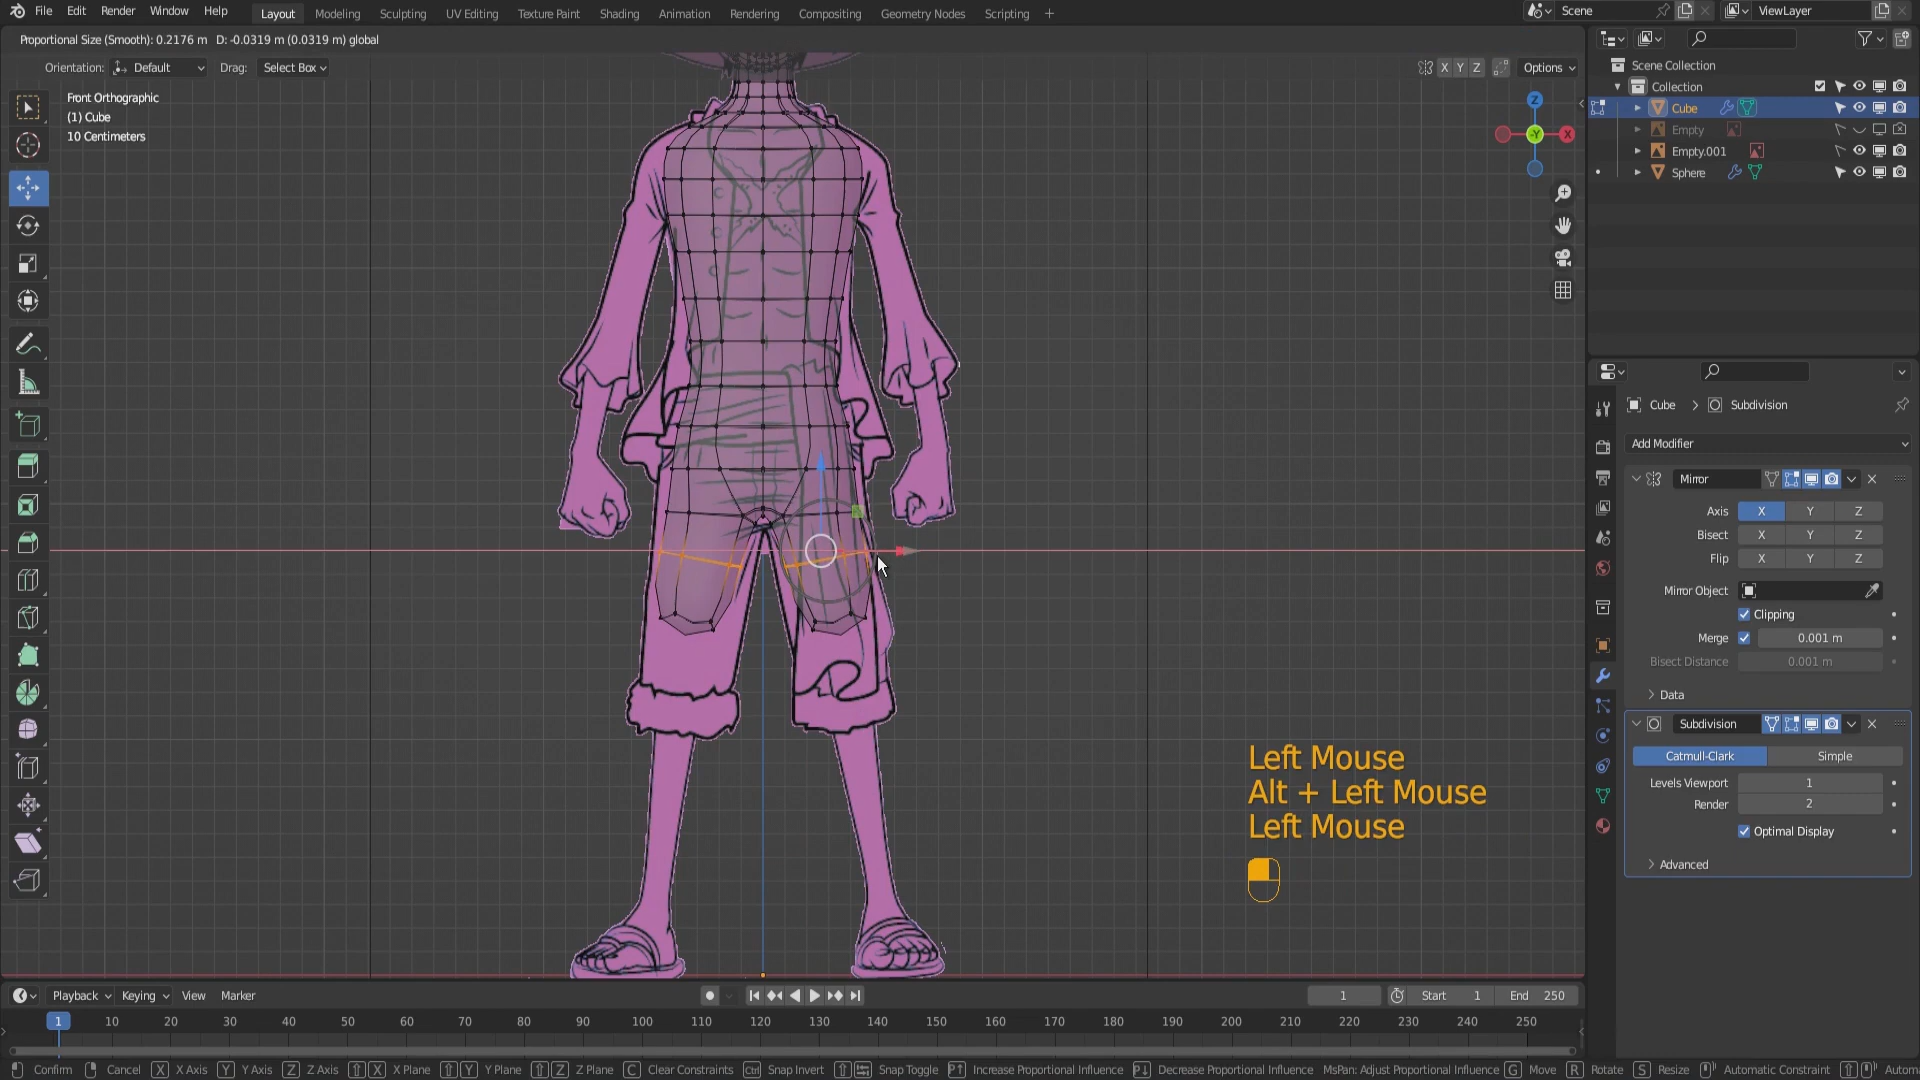 File Edit Render Window Help Layout Modeling Sculpting UV Editing Texture Paint Shading Animation Rendering Compositing Geometry Nodes Scripting + Scene ViewLayer
Proportional Size (Smooth): 0.2176 m D: -0.0319 m (0.0319 m) global
Orientation: Default Drag: Select Box X Y Z Options
Front Orthographic
(1) Cube
10 Centimeters
Z
-Y X
Scene Collection
Collection
Cube
Empty
Empty.001
Sphere
Cube > Subdivision
Add Modifier
Mirror
Axis X Y Z
Bisect X Y Z
Flip X Y Z
Mirror Object
Clipping
Merge 0.001 m
Bisect Distance 0.001 m
Data
Subdivision
Catmull-Clark Simple
Levels Viewport 1
Render 2
Optimal Display
Advanced
Left Mouse
Alt + Left Mouse
Left Mouse
Playback Keying View Marker 1 Start 1 End 250
1 10 20 30 40 50 60 70 80 90 100 110 120 130 140 150 160 170 180 190 200 210 220 230 240 250
Confirm Cancel X X Axis Y Y Axis Z Z Axis X X Plane Y Y Plane Z Z Plane C Clear Constraints Ctrl Snap Invert Snap Toggle Increase Proportional Influence Decrease Proportional Influence MsPan: Adjust Proportional Influence G Move R Rotate S Resize Automatic Constraint Autom